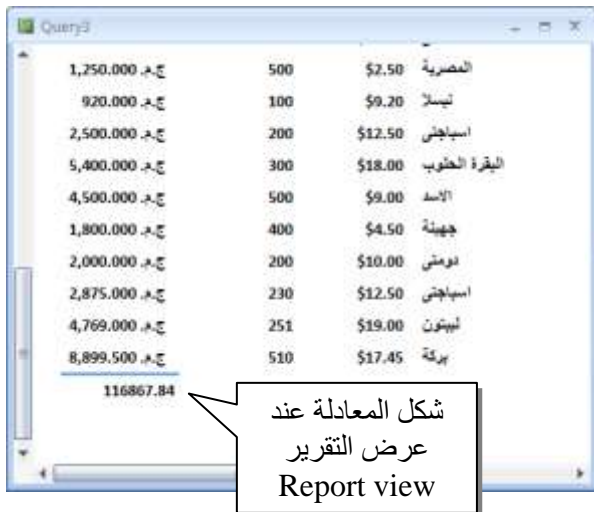 Query3
المصرية $2.50 500 ج.م. 1,250.000
نيسلا $9.20 100 ج.م. 920.000
اسباجتى $12.50 200 ج.م. 2,500.000
البقرة الحلوب $18.00 300 ج.م. 5,400.000
الاسد $9.00 500 ج.م. 4,500.000
جهينة $4.50 400 ج.م. 1,800.000
دومتى $10.00 200 ج.م. 2,000.000
اسباجتى $12.50 230 ج.م. 2,875.000
ليبتون $19.00 251 ج.م. 4,769.000
بركة $17.45 510 ج.م. 8,899.500
116867.84
شكل المعادلة عند
عرض التقرير
Report view